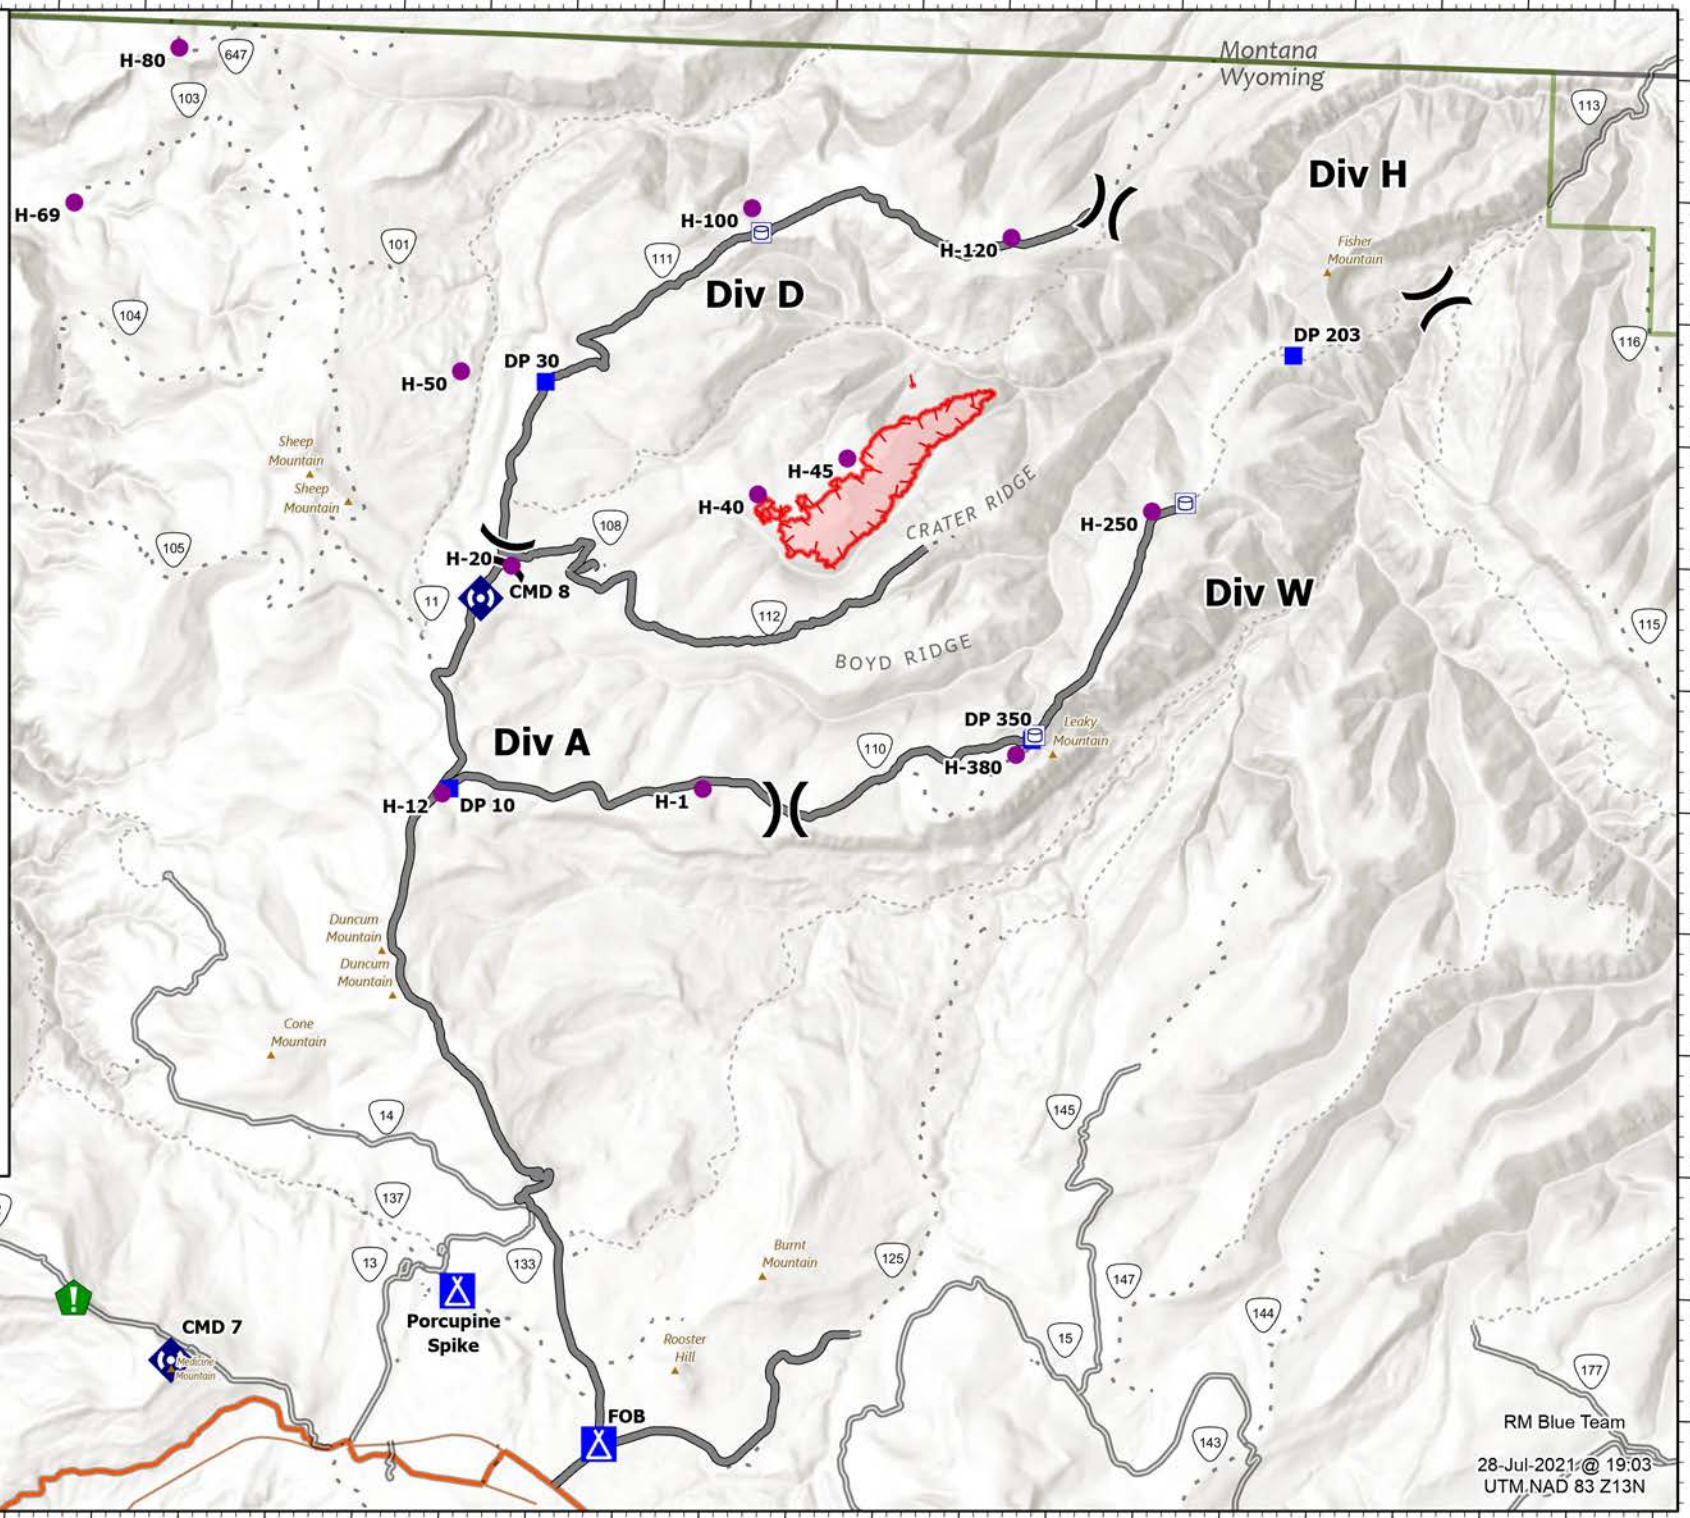 Montana
Wyoming
H-80
647
103
113
Div H
H-69
H-100
101
H-120
Fisher
Mountain
111
Div D
104
DP 203
116
DP 30
H-50
Sheep
Mountain
Sheep
Mountain
H-45
H-40
CRATER RIDGE
H-250
108
105
H-20
CMD 8
11
Div W
112
115
BOYD RIDGE
DP 350
Leaky
Mountain
Div A
110
H-380
H-12
DP 10
H-1
Duncum
Mountain
Duncum
Mountain
Cone
Mountain
14
145
137
13
133
Burnt
Mountain
125
147
144
Porcupine
Spike
CMD 7
Medicine
Mountain
Rooster
Hill
15
177
FOB
143
RM Blue Team
28-Jul-2021 @ 19:03
UTM NAD 83 Z13N